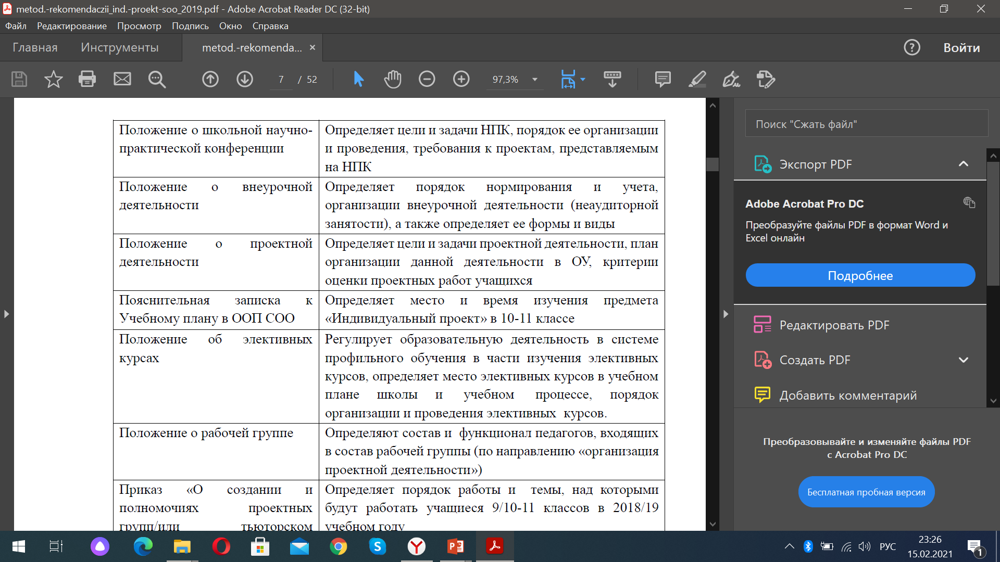 metod.-rekomendaczii_ind.-proekt-soo_2019.pdf - Adobe Acrobat Reader DC (32-bit)
Файл Редактирование Просмотр Подпись Окно Справка
Главная Инструменты metod.-rekomenda... × Войти
7 / 52 97,3%
Положение о школьной научно-
практической конференции
Определяет цели и задачи НПК, порядок ее организации
и проведения, требования к проектам, представляемым
на НПК
Положение о внеурочной
деятельности
Определяет порядок нормирования и учета,
организации внеурочной деятельности (неаудиторной
занятости), а также определяет ее формы и виды
Положение о проектной
деятельности
Определяет цели и задачи проектной деятельности, план
организации данной деятельности в ОУ, критерии
оценки проектных работ учащихся
Пояснительная записка к
Учебному плану в ООП СОО
Определяет место и время изучения предмета
«Индивидуальный проект» в 10-11 классе
Положение об элективных
курсах
Регулирует образовательную деятельность в системе
профильного обучения в части изучения элективных
курсов, определяет место элективных курсов в учебном
плане школы и учебном процессе, порядок
организации и проведения элективных курсов.
Положение о рабочей группе
Определяют состав и функционал педагогов, входящих
в состав рабочей группы (по направлению «организация
проектной деятельности»)
Приказ «О создании и
полномочиях проектных
групп/или тьюторском
Определяет порядок работы и темы, над которыми
будут работать учащиеся 9/10-11 классов в 2018/19
учебном году
Поиск "Сжать файл"
Экспорт PDF
Adobe Acrobat Pro DC
Преобразуйте файлы PDF в формат Word и
Excel онлайн
Подробнее
Редактировать PDF
Создать PDF
Добавить комментарий
Преобразовывайте и изменяйте файлы PDF
с Acrobat Pro DC
Бесплатная пробная версия
РУС
23:26
15.02.2021
1